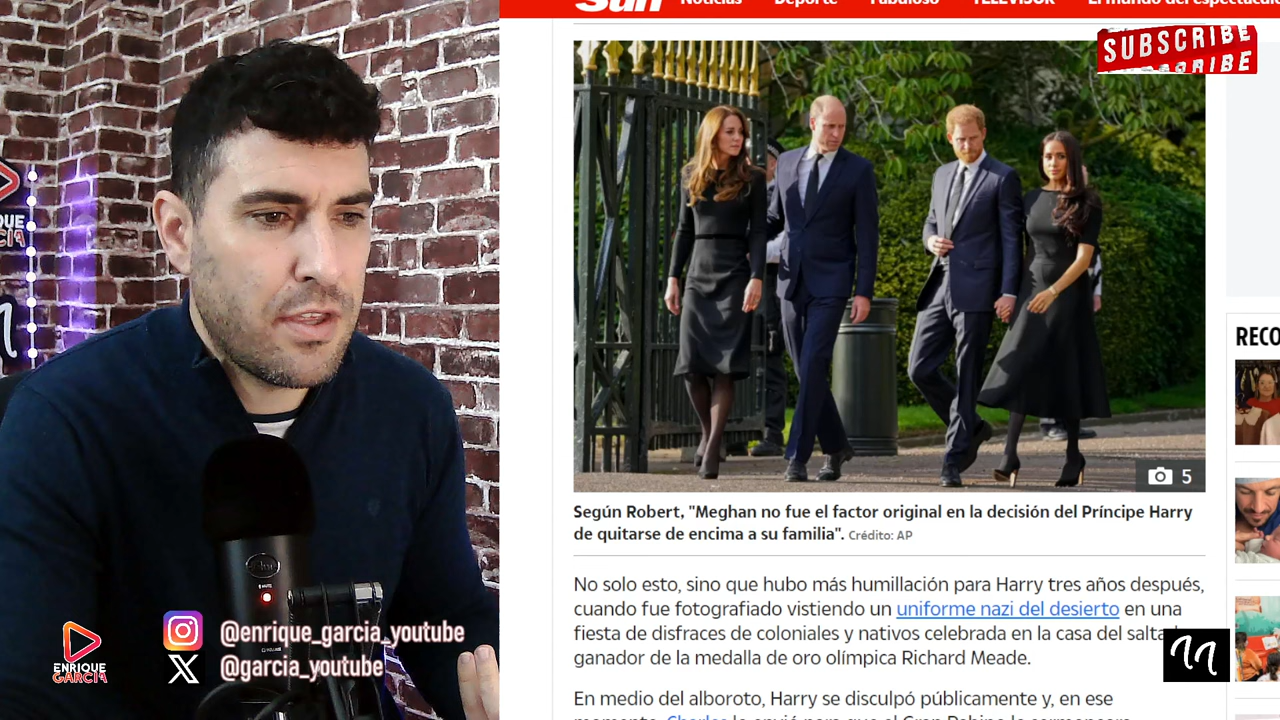 Sun
Noticias
Deporte
Fabuloso
TELEVISOR
El mundo del espectáculo
SUBSCRIBE
SUBSCRIBE
5
RECO
Según Robert, "Meghan no fue el factor original en la decisión del Príncipe Harry
de quitarse de encima a su familia". Crédito: AP
No solo esto, sino que hubo más humillación para Harry tres años después,
cuando fue fotografiado vistiendo un uniforme nazi del desierto en una
fiesta de disfraces de coloniales y nativos celebrada en la casa del
ganador de la medalla de oro olímpica Richard Meade.
En medio del alboroto, Harry se disculpó públicamente y, en ese
@enrique_garcia_youtube
@garcia_youtube
ENRIQUE
GARCIA
blue